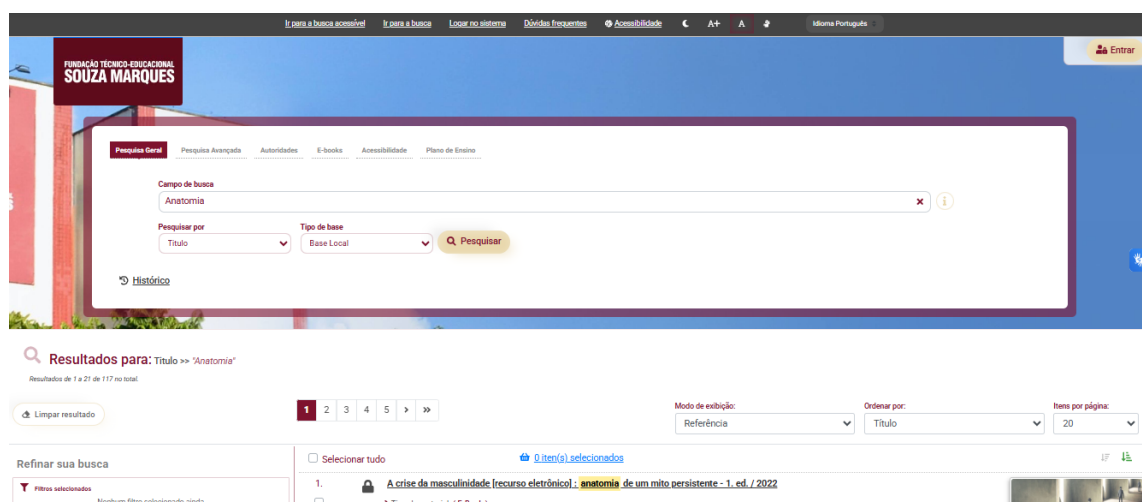 Ir para a busca acessível Ir para a busca Logar no sistema Dúvidas frequentes Acessibilidade A+ A Idioma Português
FUNDAÇÃO TÉCNICO-EDUCACIONAL
SOUZA MARQUES
Entrar
Pesquisa Geral Pesquisa Avançada Autoridades E-books Acessibilidade Plano de Ensino
Campo de busca
Anatomia
Pesquisar por Tipo de base
Titulo Base Local Pesquisar
Histórico
Resultados para: Titulo >> "Anatomia"
Resultados de 1 a 21 de 117 no total
Limpar resultado
1 2 3 4 5 › »
Modo de exibição: Ordenar por: Itens por página:
Referência Título 20
Refinar sua busca
Selecionar tudo 0 iten(s) selecionados
Filtros selecionados
1. A crise da masculinidade [recurso eletrônico] : anatomia de um mito persistente - 1. ed. / 2022